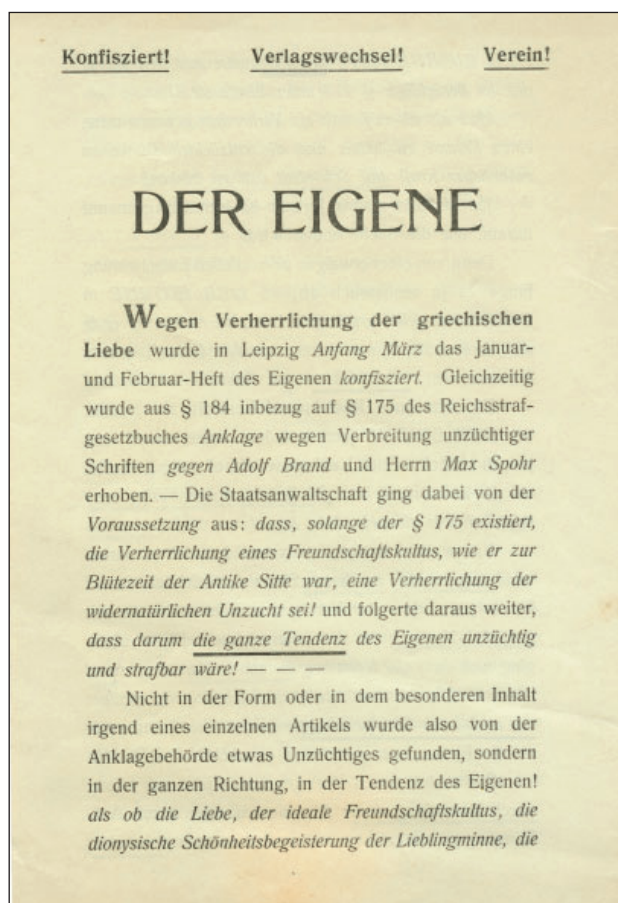 Konfisziert! Verlagswechsel! Verein!
DER EIGENE
Wegen Verherrlichung der griechischen
Liebe wurde in Leipzig Anfang März das Januar-
und Februar-Heft des Eigenen konfisziert. Gleichzeitig
wurde aus § 184 inbezug auf § 175 des Reichsstraf-
gesetzbuches Anklage wegen Verbreitung unzüchtiger
Schriften gegen Adolf Brand und Herrn Max Spohr
erhoben. — Die Staatsanwaltschaft ging dabei von der
Voraussetzung aus: dass, solange der § 175 existiert,
die Verherrlichung eines Freundschaftskultus, wie er zur
Blütezeit der Antike Sitte war, eine Verherrlichung der
widernatürlichen Unzucht sei! und folgerte daraus weiter,
dass darum die ganze Tendenz des Eigenen unzüchtig
und strafbar wäre! — — —
Nicht in der Form oder in dem besonderen Inhalt
irgend eines einzelnen Artikels wurde also von der
Anklagebehörde etwas Unzüchtiges gefunden, sondern
in der ganzen Richtung, in der Tendenz des Eigenen!
als ob die Liebe, der ideale Freundschaftskultus, die
dionysische Schönheitsbegeisterung der Lieblingminne, die